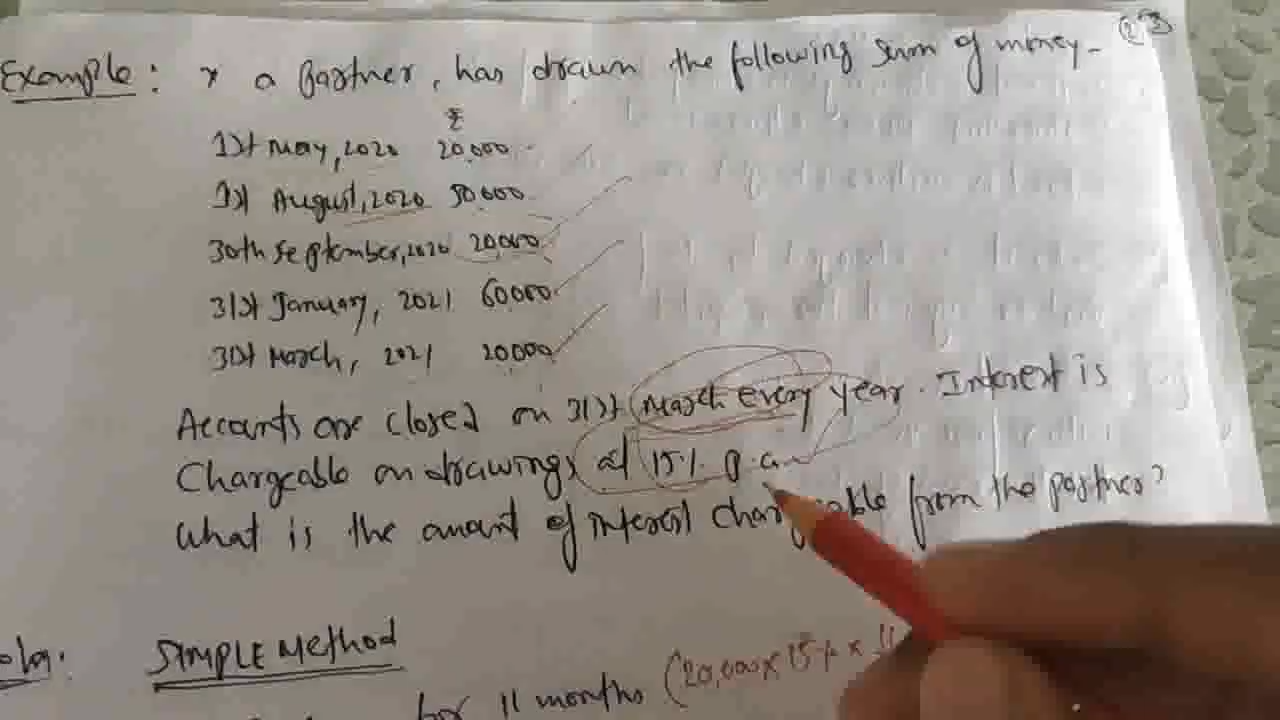 23
Example: X a partner, has drawn the following sum of money-
₹
1st May, 2020 20,000
1st August, 2020 50,000
30th September, 2020 20,000
31st January, 2021 60,000
31st March, 2021 20,000
Accounts are closed on 31st March every year. Interest is
Chargeable on drawings at 15% p.a.
What is the amount of interest chargeable from the partner?
SIMPLE METHOD
for 11 months (20,000 x 15% x 11